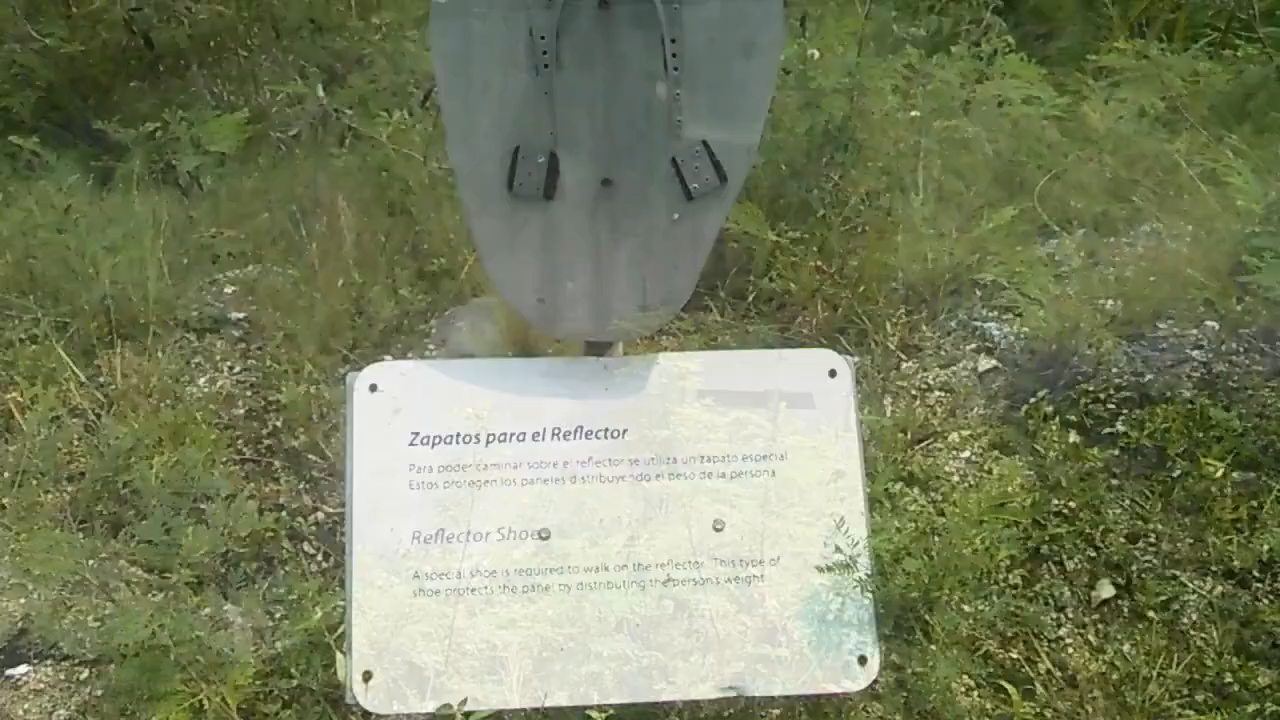 Zapatos para el Reflector
Para poder caminar sobre el reflector se utiliza un zapato especial
Estos protegen los paneles distribuyendo el peso de la persona
Reflector Shoes
A special shoe is required to walk on the reflector. This type of
shoe protects the panel by distributing the person's weight